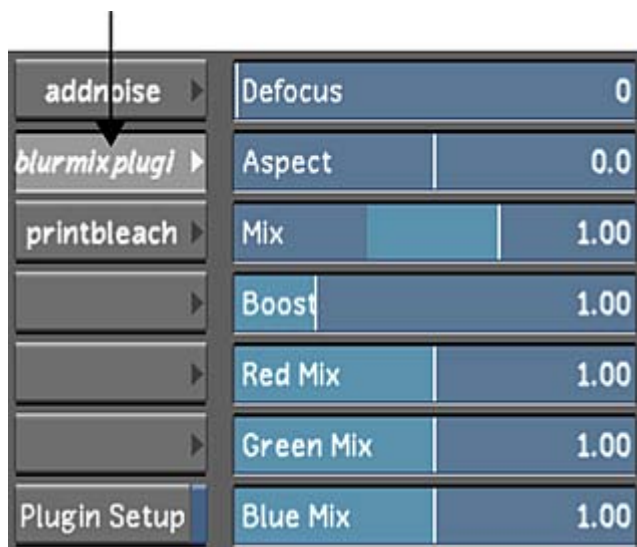 addnoise Defocus 0
blurmixplugi Aspect 0.0
printbleach Mix 1.00
Boost 1.00
Red Mix 1.00
Green Mix 1.00
Plugin Setup Blue Mix 1.00